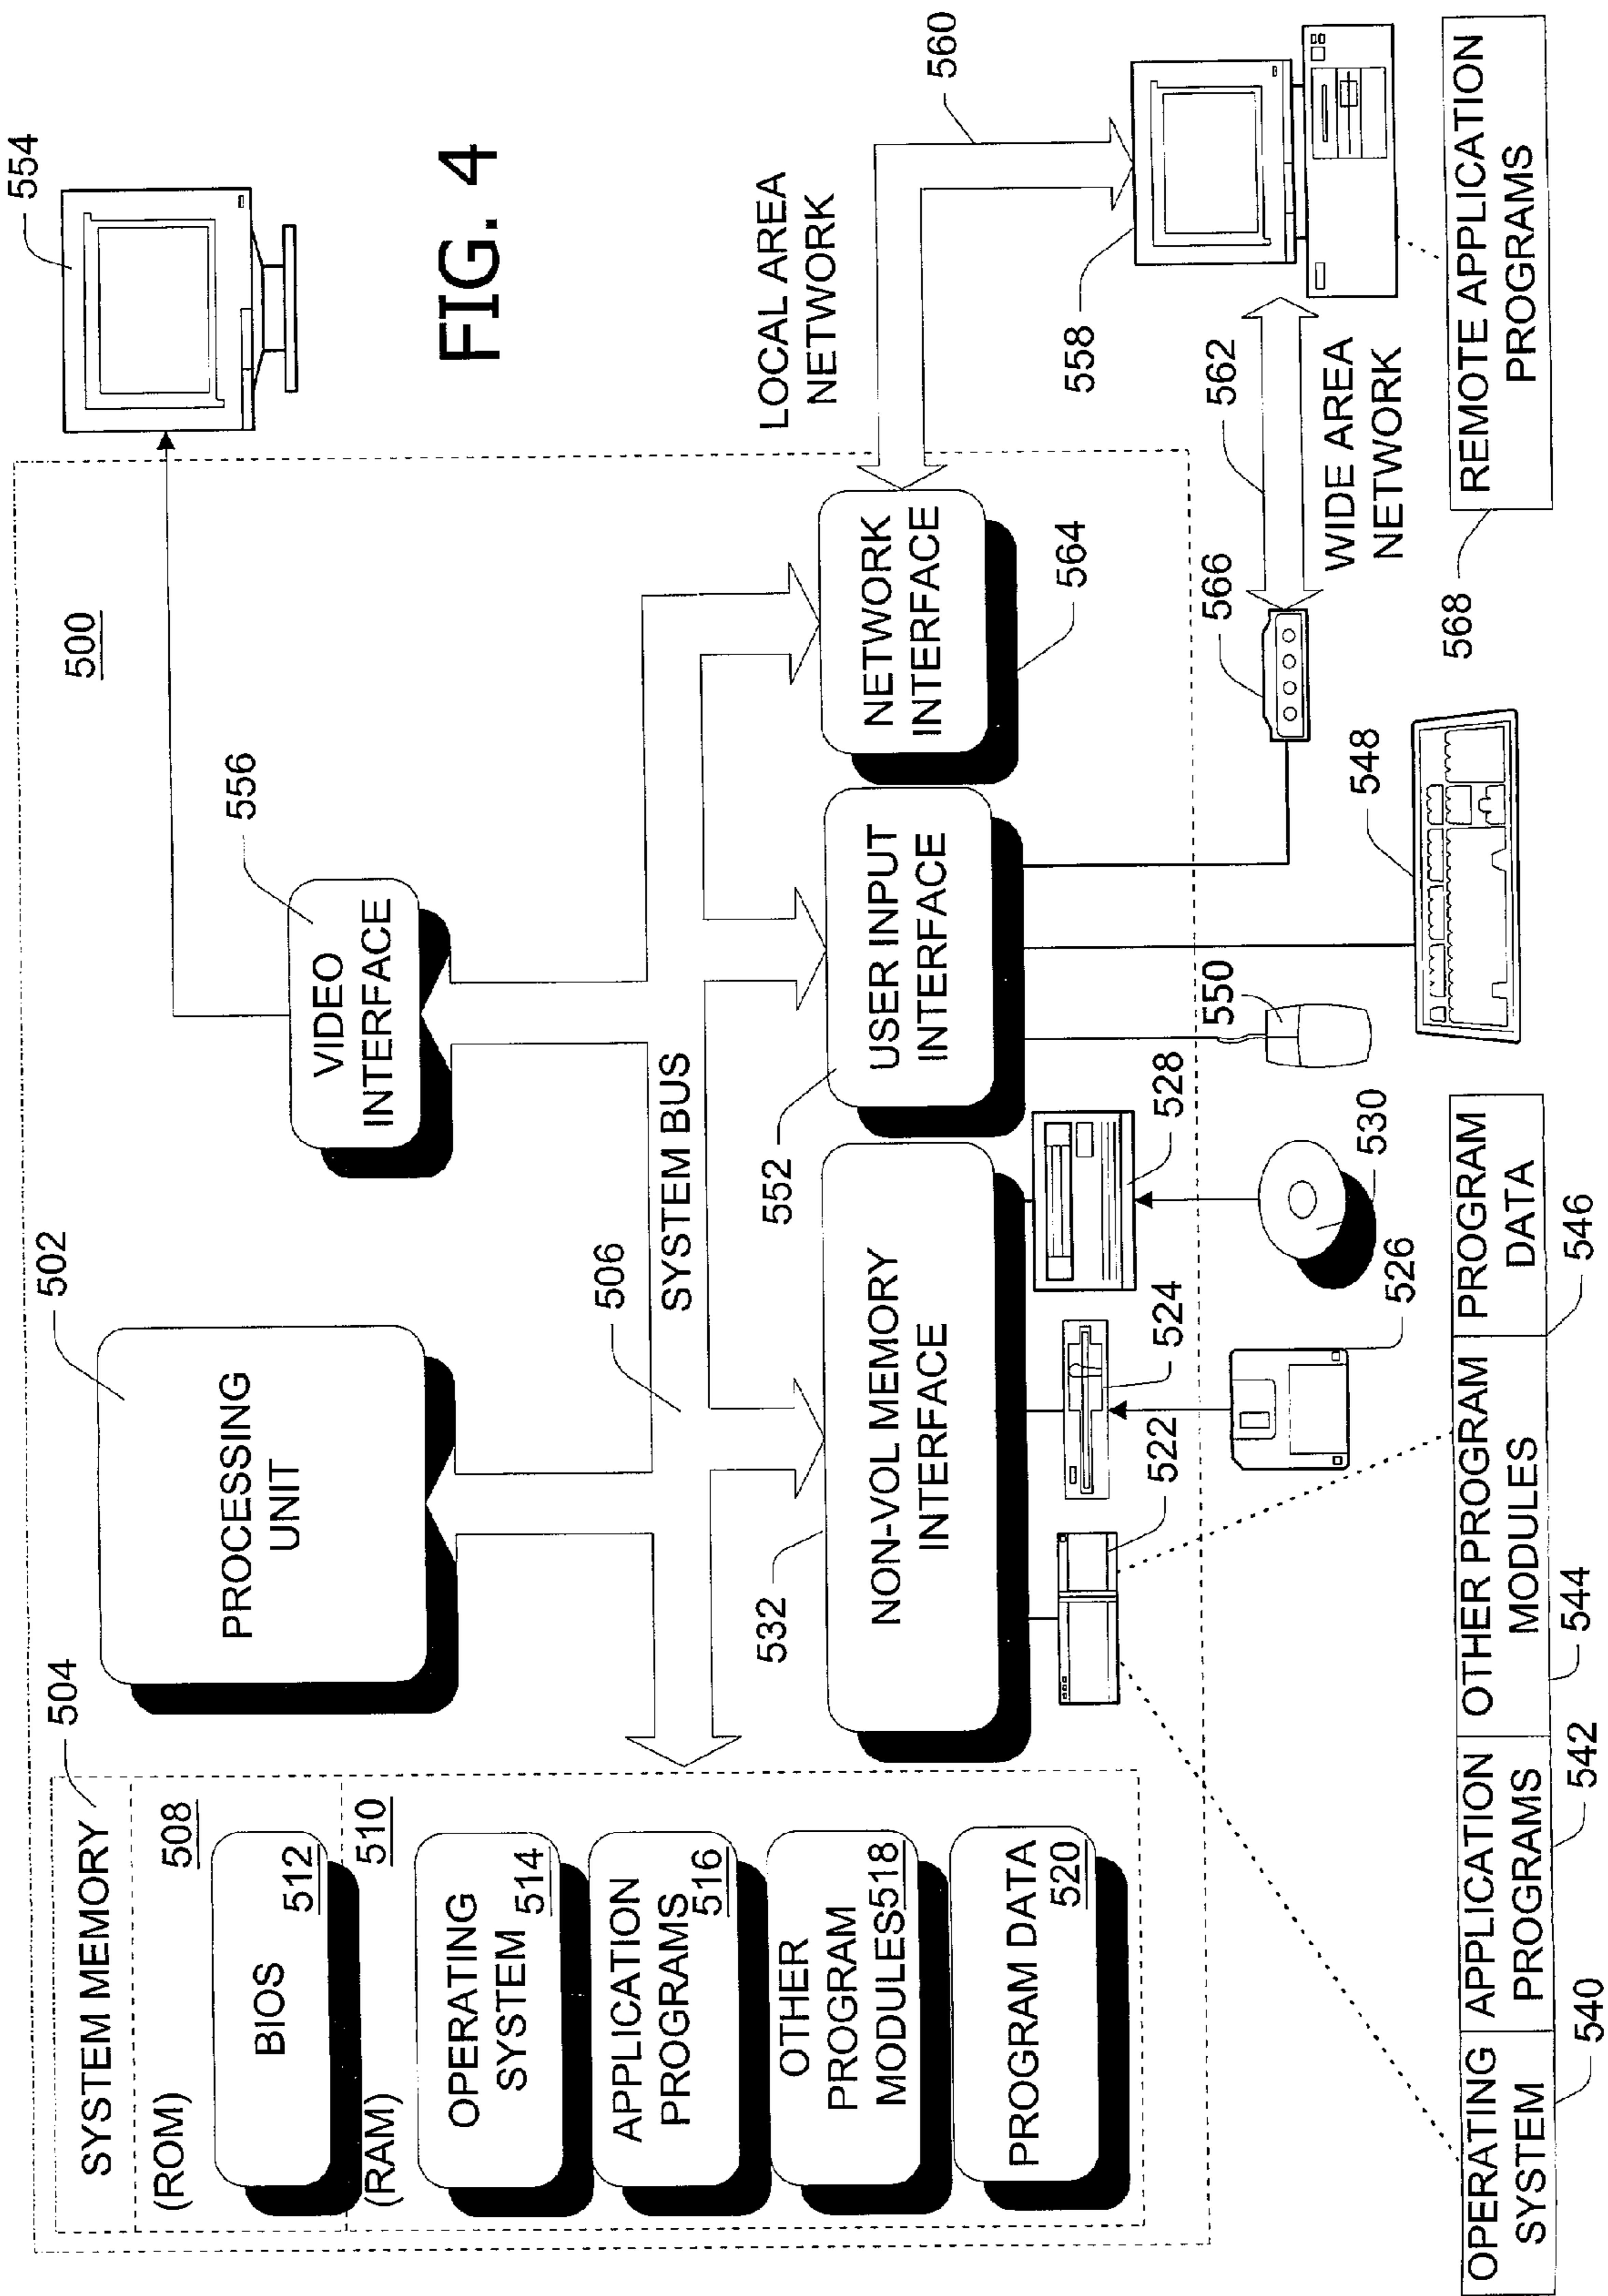 554
FIG. 4
500
SYSTEM MEMORY
504
502
PROCESSING
UNIT
556
VIDEO
INTERFACE
(ROM)
508
BIOS
512
(RAM)
510
OPERATING
SYSTEM
514
APPLICATION
PROGRAMS
516
OTHER
PROGRAM
MODULES
518
PROGRAM DATA
520
506
SYSTEM BUS
532
NON-VOL MEMORY
INTERFACE
552
USER INPUT
INTERFACE
NETWORK
INTERFACE
564
LOCAL AREA
NETWORK
560
558
522
524
528
526
530
550
548
566
562
WIDE AREA
NETWORK
OPERATING
SYSTEM
540
APPLICATION
PROGRAMS
542
OTHER PROGRAM
MODULES
544
PROGRAM
DATA
546
568
REMOTE APPLICATION
PROGRAMS